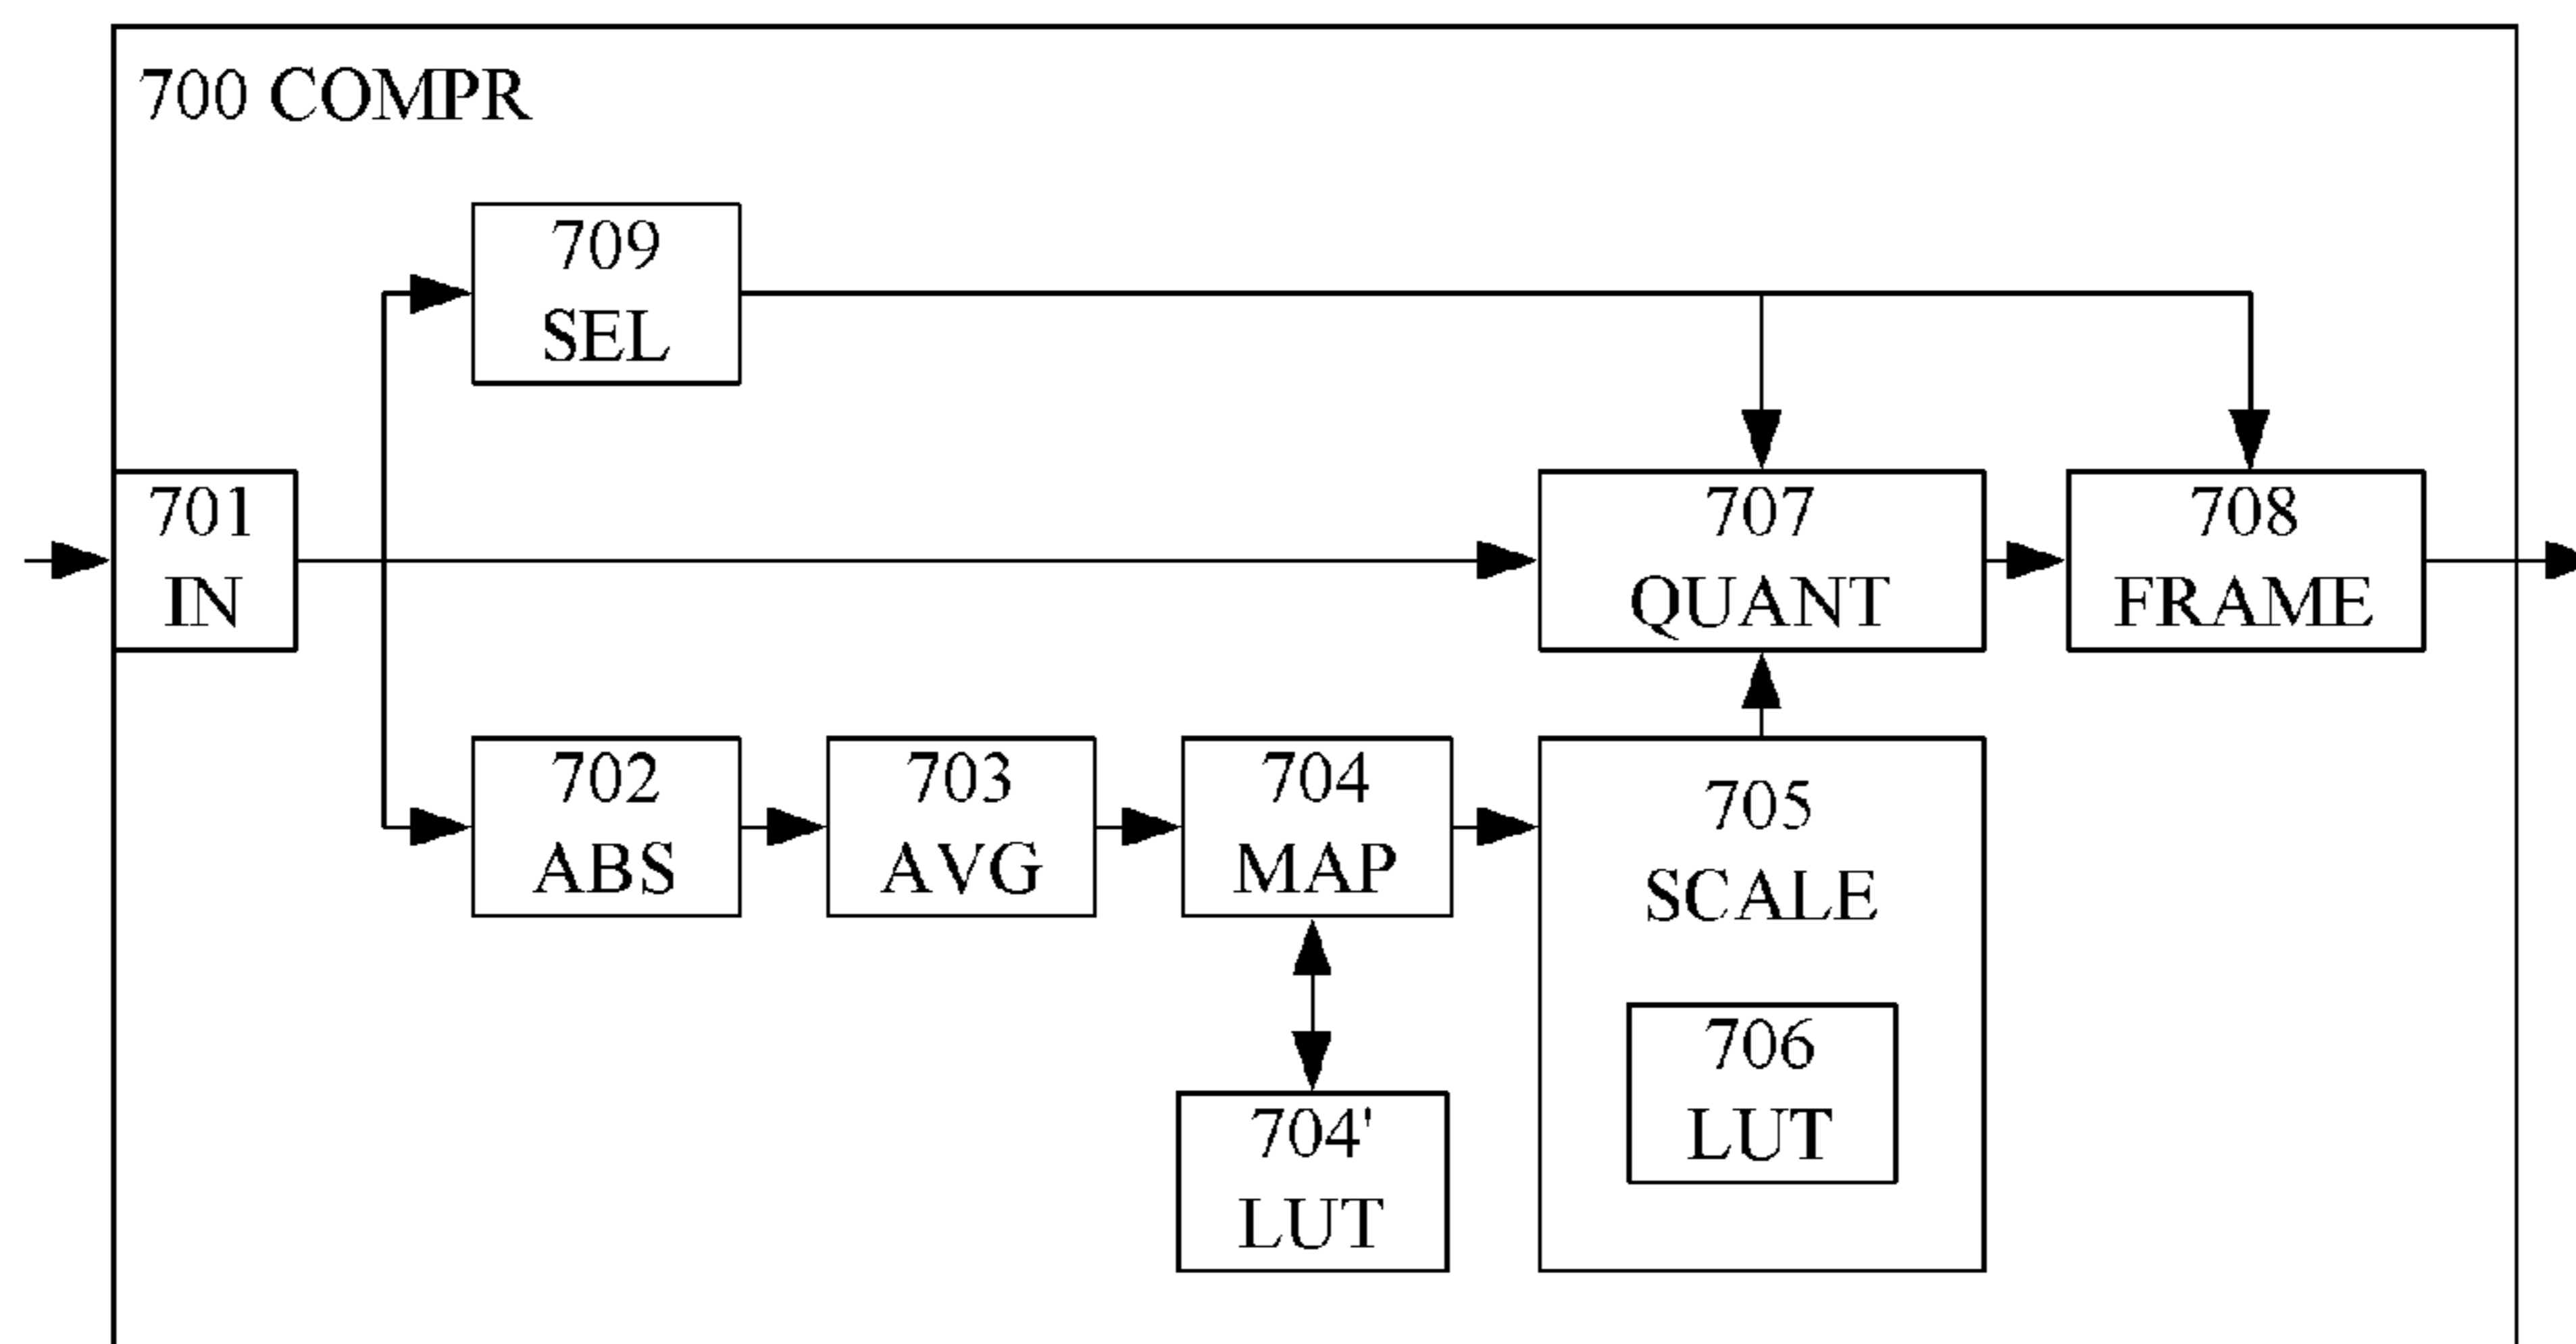 700 COMPR
709
SEL
701
IN
707
QUANT
708
FRAME
702
ABS
703
AVG
704
MAP
705
SCALE
706
LUT
704'
LUT